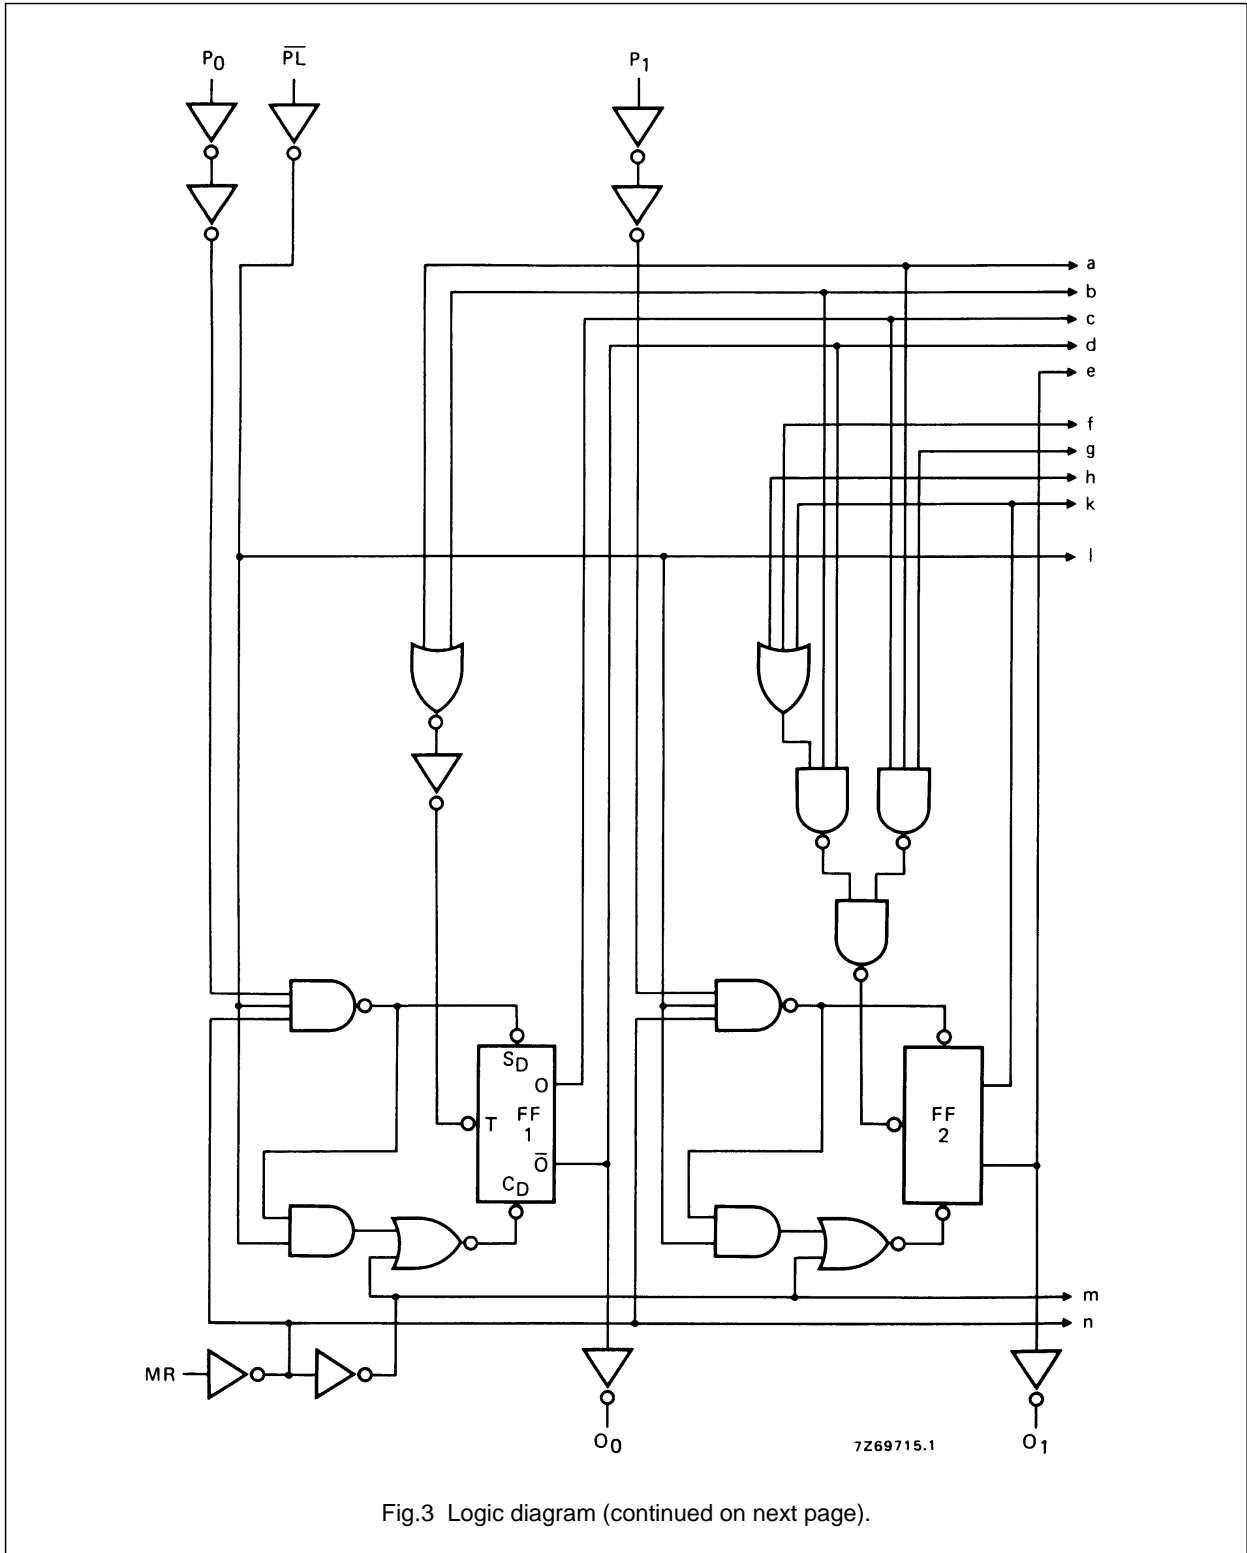 P0 P̅L̅ P1
a
b
c
d
e
f
g
h
k
l
SD
O
T FF 1
O̅
CD
FF 2
m
n
MR
O0 7Z69715.1 O1
Fig.3 Logic diagram (continued on next page).